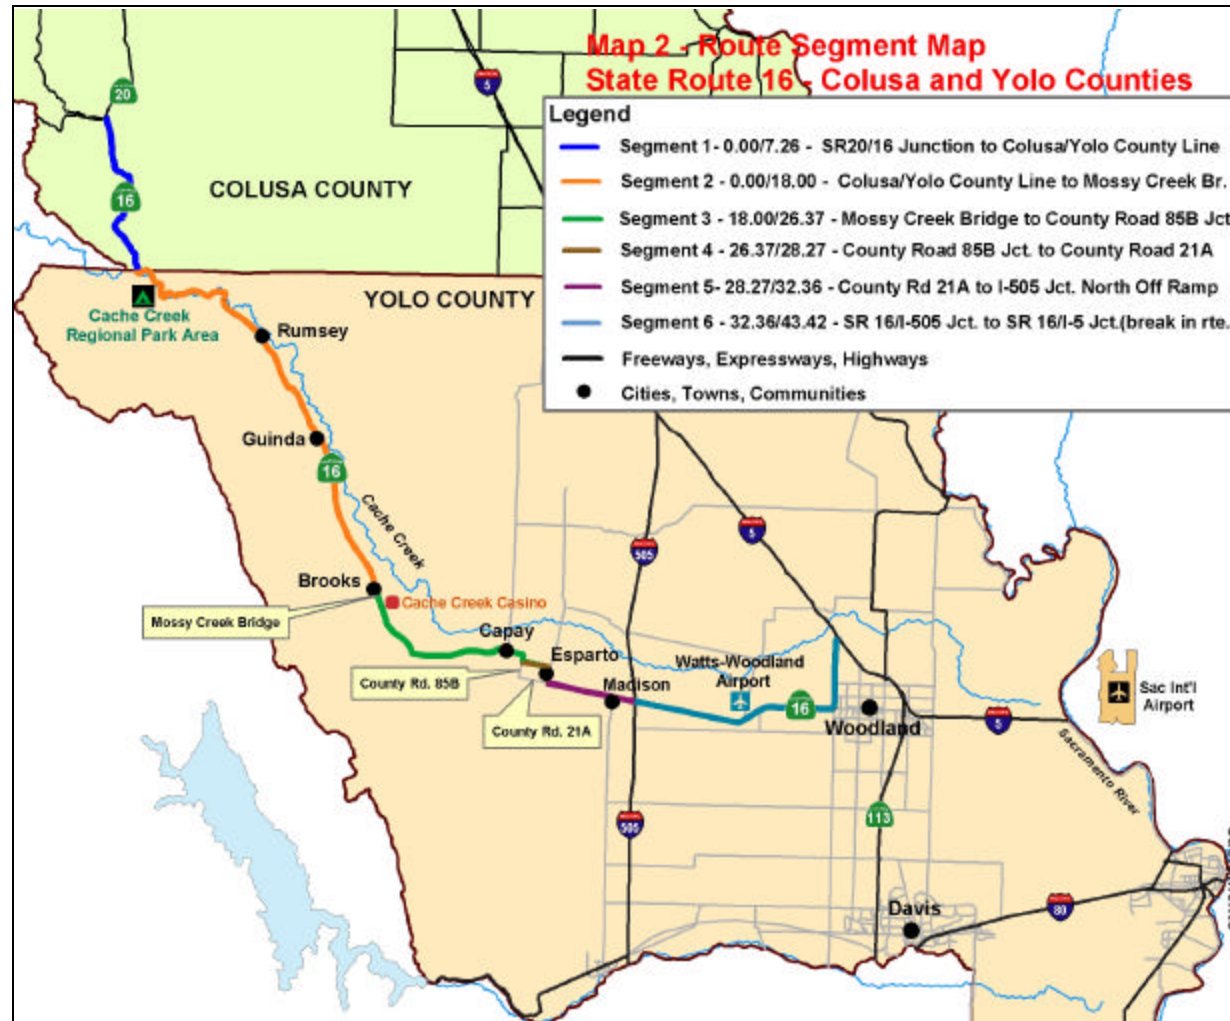 Map 2 - Route Segment Map
State Route 16 - Colusa and Yolo Counties
Legend
Segment 1- 0.00/7.26 - SR20/16 Junction to Colusa/Yolo County Line
Segment 2 - 0.00/18.00 - Colusa/Yolo County Line to Mossy Creek Br.
Segment 3 - 18.00/26.37 - Mossy Creek Bridge to County Road 85B Jct
Segment 4 - 26.37/28.27 - County Road 85B Jct. to County Road 21A
Segment 5- 28.27/32.36 - County Rd 21A to I-505 Jct. North Off Ramp
Segment 6 - 32.36/43.42 - SR 16/I-505 Jct. to SR 16/I-5 Jct.(break in rte.
Freeways, Expressways, Highways
Cities, Towns, Communities
20
5
16
COLUSA COUNTY
YOLO COUNTY
Cache Creek
Regional Park Area
Rumsey
Guinda
16
Cache Creek
5
505
Brooks
Cache Creek Casino
Mossy Creek Bridge
Capay
Esparto
County Rd. 85B
Madison
Watts-Woodland
Airport
16
County Rd. 21A
Woodland
5
Sac Int'l
Airport
Sacramento River
505
113
Davis
80